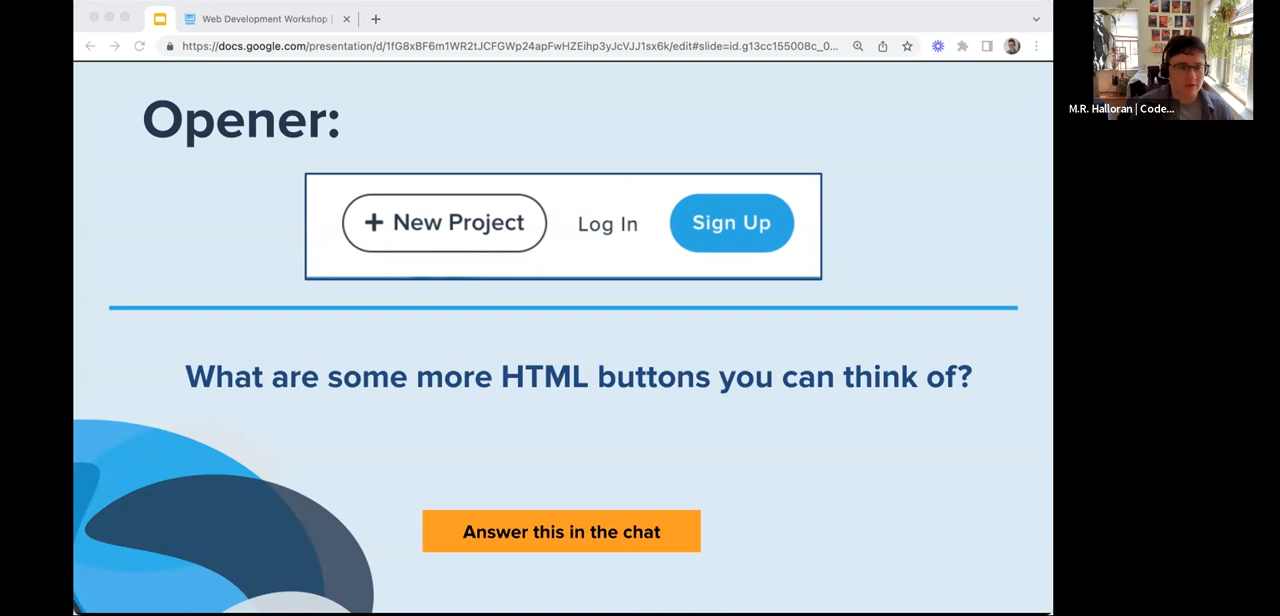 Web Development Workshop |
https://docs.google.com/presentation/d/1fG8xBF6m1WR2tJCFGWp24apFwHZEihp3yJcVJJ1sx6k/edit#slide=id.g13cc155008c_0...
M.R. Halloran | Code...
Opener:
+ New Project
Log In
Sign Up
What are some more HTML buttons you can think of?
Answer this in the chat